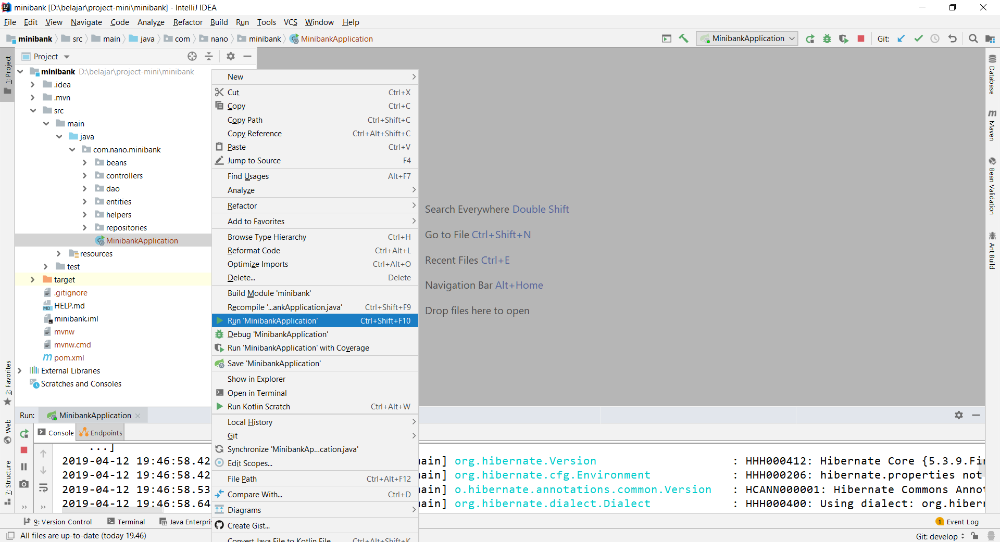 minibank [D:\belajar\project-mini\minibank] - IntelliJ IDEA
File Edit View Navigate Code Analyze Refactor Build Run Tools VCS Window Help
minibank src main java com nano minibank MinibankApplication
MinibankApplication Git:
Project
1: Project
minibank D:\belajar\project-mini\minibank
.idea
.mvn
src
main
java
com.nano.minibank
beans
controllers
dao
entities
helpers
repositories
MinibankApplication
resources
test
target
.gitignore
HELP.md
minibank.iml
mvnw
mvnw.cmd
pom.xml
External Libraries
Scratches and Consoles
New
Cut Ctrl+X
Copy Ctrl+C
Copy Path Ctrl+Shift+C
Copy Reference Ctrl+Alt+Shift+C
Paste Ctrl+V
Jump to Source F4
Find Usages Alt+F7
Analyze
Refactor
Add to Favorites
Browse Type Hierarchy Ctrl+H
Reformat Code Ctrl+Alt+L
Optimize Imports Ctrl+Alt+O
Delete... Delete
Build Module 'minibank'
Recompile '...ankApplication.java' Ctrl+Shift+F9
Run 'MinibankApplication' Ctrl+Shift+F10
Debug 'MinibankApplication'
Run 'MinibankApplication' with Coverage
Save 'MinibankApplication'
Show in Explorer
Open in Terminal
Run Kotlin Scratch Ctrl+Alt+W
Local History
Git
Synchronize 'MinibankAp...cation.java'
Edit Scopes...
File Path Ctrl+Alt+F12
Compare With... Ctrl+D
Diagrams
Create Gist...
Convert Java File to Kotlin File Ctrl+Alt+Shift+K
Search Everywhere Double Shift
Go to File Ctrl+Shift+N
Recent Files Ctrl+E
Navigation Bar Alt+Home
Drop files here to open
Database
Maven
Bean Validation
Ant Build
2: Favorites
Web
7: Structure
Run: MinibankApplication
Console Endpoints
...]
2019-04-12 19:46:58.42 main] org.hibernate.Version : HHH000412: Hibernate Core {5.3.9.Fin
2019-04-12 19:46:58.42 main] org.hibernate.cfg.Environment : HHH000206: hibernate.properties not
2019-04-12 19:46:58.53 main] o.hibernate.annotations.common.Version : HCANN000001: Hibernate Commons Annot
2019-04-12 19:46:58.64 main] org.hibernate.dialect.Dialect : HHH000400: Using dialect: org.hibern
9: Version Control Terminal Java Enterpris
1 Event Log
All files are up-to-date (today 19.46)
Git: develop